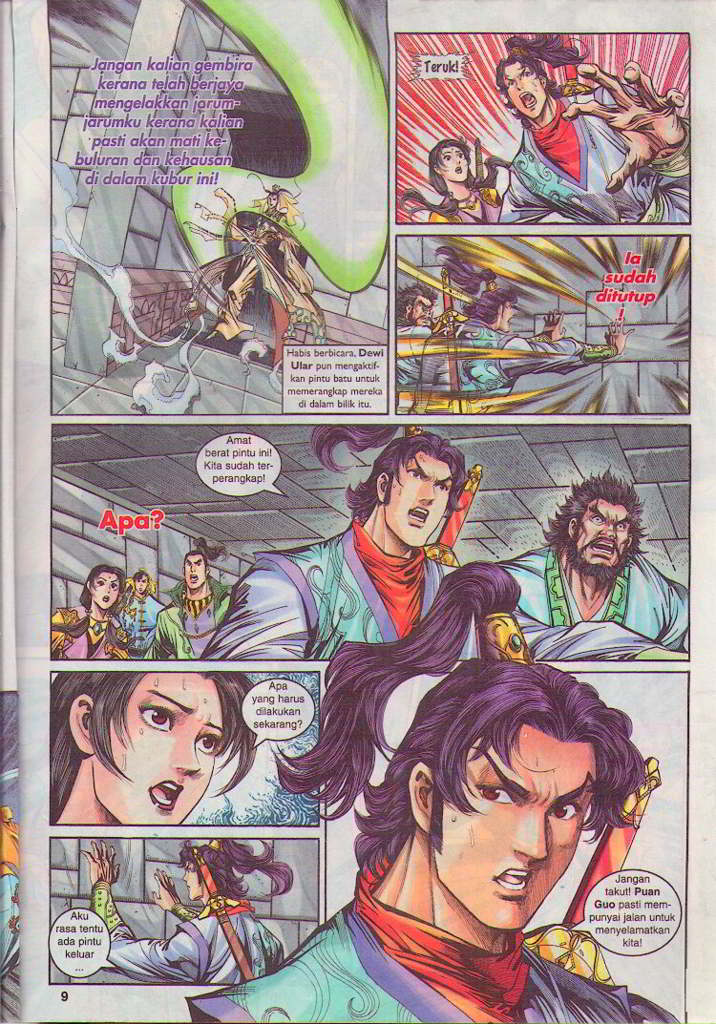 Jangan kalian gembira
kerana telah berjaya
mengelakkan jarum-
jarumku kerana kalian
pasti akan mati ke-
buluran dan kehausan
di dalam kubur ini!
Habis berbicara, Dewi
Ular pun mengaktif-
kan pintu batu untuk
memerangkap mereka
di dalam bilik itu.
Teruk!
Ia
sudah
ditutup
!
Amat
berat pintu ini!
Kita sudah ter-
perangkap!
Apa?
Apa
yang harus
dilakukan
sekarang?
Aku
rasa tentu
ada pintu
keluar
...
Jangan
takut! Puan
Guo pasti mem-
punyai jalan untuk
menyelamatkan
kita!
9